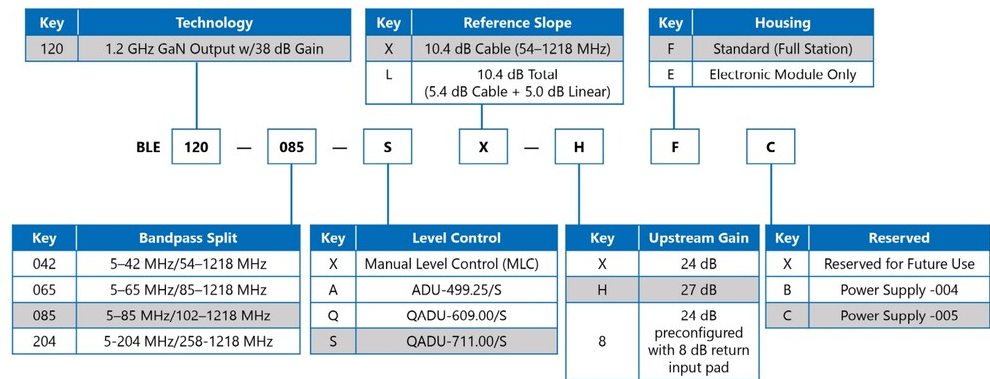 Key Technology
120 1.2 GHz GaN Output w/38 dB Gain
Key Reference Slope
X 10.4 dB Cable (54–1218 MHz)
L 10.4 dB Total
(5.4 dB Cable + 5.0 dB Linear)
Key Housing
F Standard (Full Station)
E Electronic Module Only
BLE 120 — 085 — S X — H F C
Key Bandpass Split
042 5–42 MHz/54–1218 MHz
065 5–65 MHz/85–1218 MHz
085 5–85 MHz/102–1218 MHz
204 5-204 MHz/258-1218 MHz
Key Level Control
X Manual Level Control (MLC)
A ADU-499.25/S
Q QADU-609.00/S
S QADU-711.00/S
Key Upstream Gain
X 24 dB
H 27 dB
8 24 dB
preconfigured
with 8 dB return
input pad
Key Reserved
X Reserved for Future Use
B Power Supply -004
C Power Supply -005